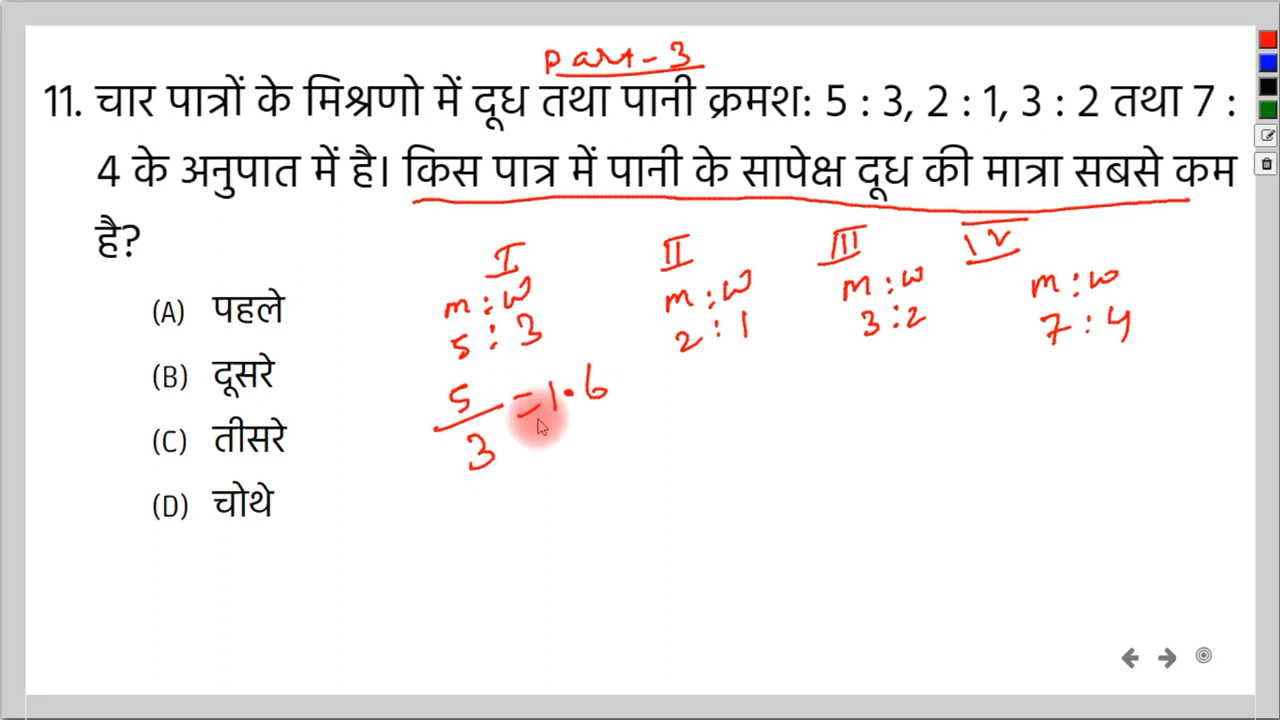 Part-3
11. चार पात्रों के मिश्रणो में दूध तथा पानी क्रमश: 5 : 3, 2 : 1, 3 : 2 तथा 7 :
4 के अनुपात में है। किस पात्र में पानी के सापेक्ष दूध की मात्रा सबसे कम
है?
I II III IV
m : w m : w m : w m : w
5 : 3 2 : 1 3 : 2 7 : 4
(A) पहले
(B) दूसरे
(C) तीसरे
(D) चोथे
5/3 = 1.6